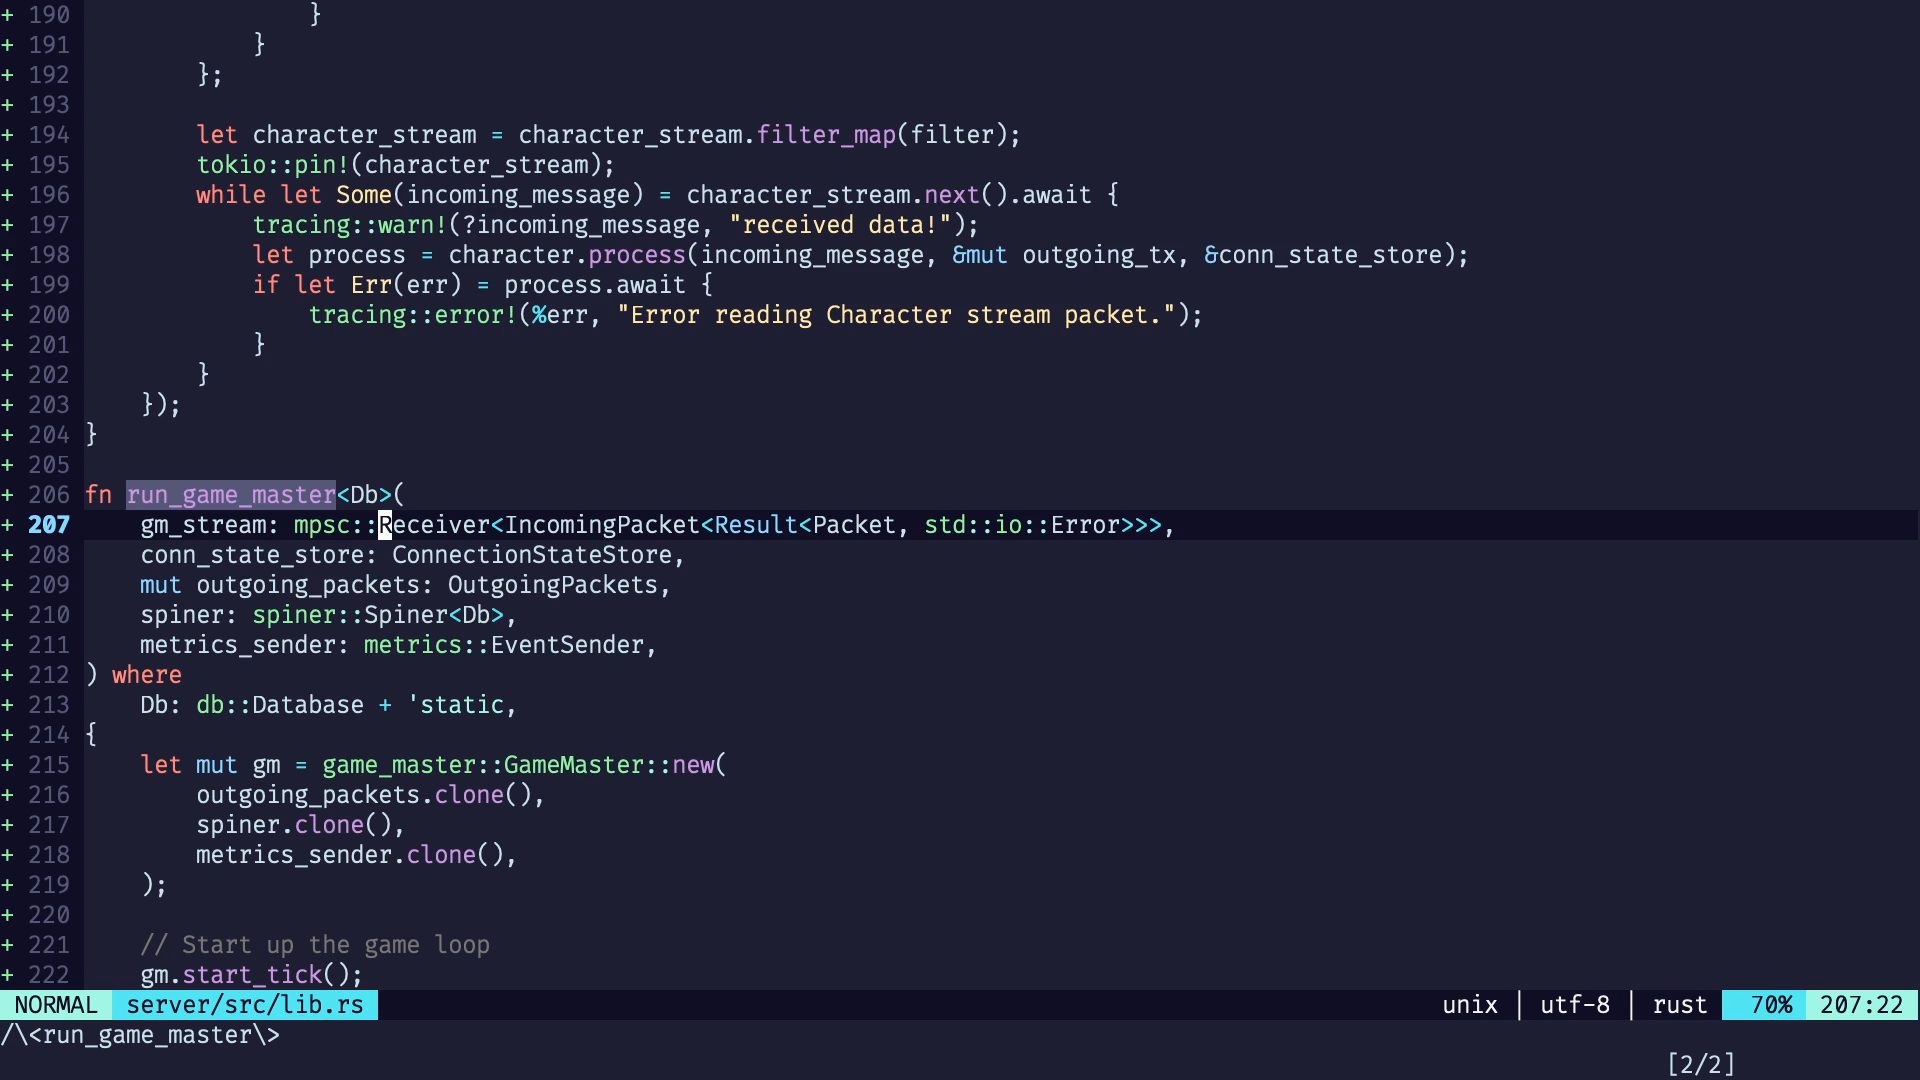 + 190                 }
+ 191             }
+ 192         };
+ 193
+ 194         let character_stream = character_stream.filter_map(filter);
+ 195         tokio::pin!(character_stream);
+ 196         while let Some(incoming_message) = character_stream.next().await {
+ 197             tracing::warn!(?incoming_message, "received data!");
+ 198             let process = character.process(incoming_message, &mut outgoing_tx, &conn_state_store);
+ 199             if let Err(err) = process.await {
+ 200                 tracing::error!(%err, "Error reading Character stream packet.");
+ 201             }
+ 202         }
+ 203     });
+ 204 }
+ 205
+ 206 fn run_game_master<Db>(
+ 207     gm_stream: mpsc::Receiver<IncomingPacket<Result<Packet, std::io::Error>>>,
+ 208     conn_state_store: ConnectionStateStore,
+ 209     mut outgoing_packets: OutgoingPackets,
+ 210     spiner: spiner::Spiner<Db>,
+ 211     metrics_sender: metrics::EventSender,
+ 212 ) where
+ 213     Db: db::Database + 'static,
+ 214 {
+ 215     let mut gm = game_master::GameMaster::new(
+ 216         outgoing_packets.clone(),
+ 217         spiner.clone(),
+ 218         metrics_sender.clone(),
+ 219     );
+ 220
+ 221     // Start up the game loop
+ 222     gm.start_tick();
NORMAL server/src/lib.rs unix │ utf-8 │ rust 70% 207:22
/\<run_game_master\>
[2/2]